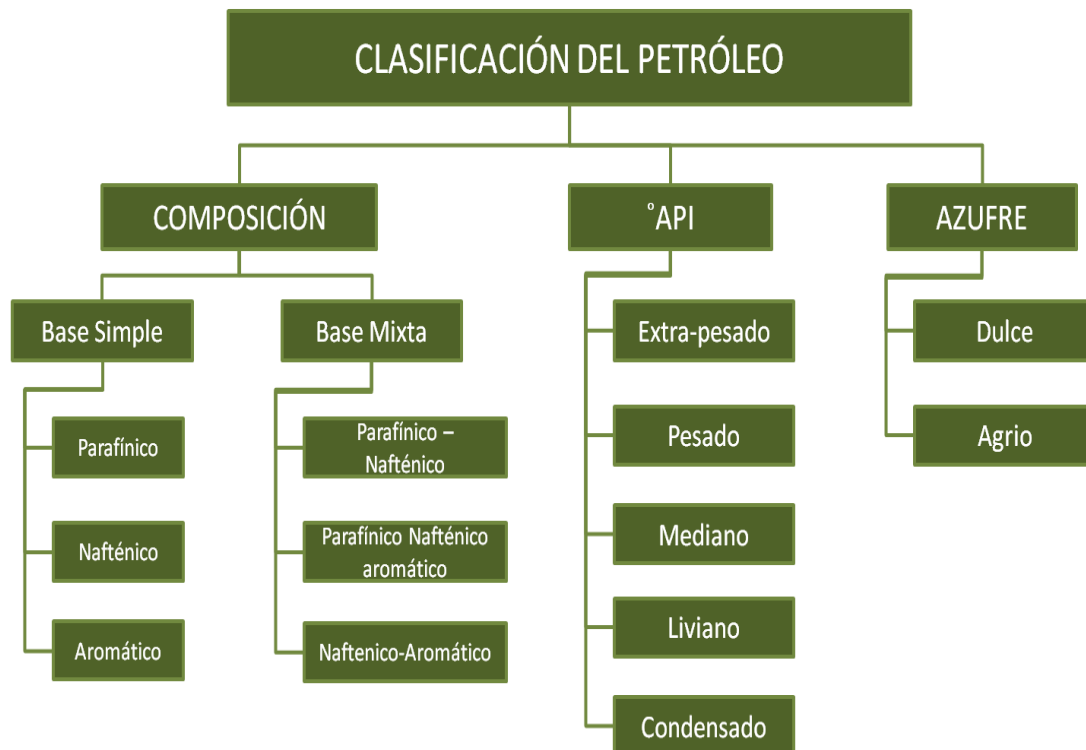 CLASIFICACIÓN DEL PETRÓLEO
COMPOSICIÓN
Base Simple
Parafínico
Nafténico
Aromático
Base Mixta
Parafínico –
Nafténico
Parafínico Nafténico
aromático
Naftenico-Aromático
°API
Extra-pesado
Pesado
Mediano
Liviano
Condensado
AZUFRE
Dulce
Agrio